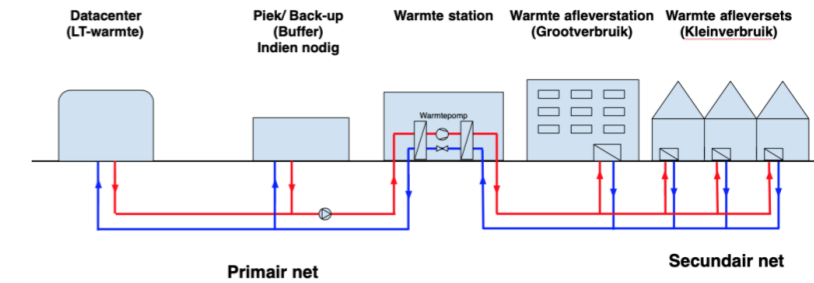 Datacenter
(LT-warmte)
Piek/ Back-up
(Buffer)
Indien nodig
Warmte station
Warmte afleverstation
(Grootverbruik)
Warmte afleversets
(Kleinverbruik)
Warmtepomp
Primair net
Secundair net